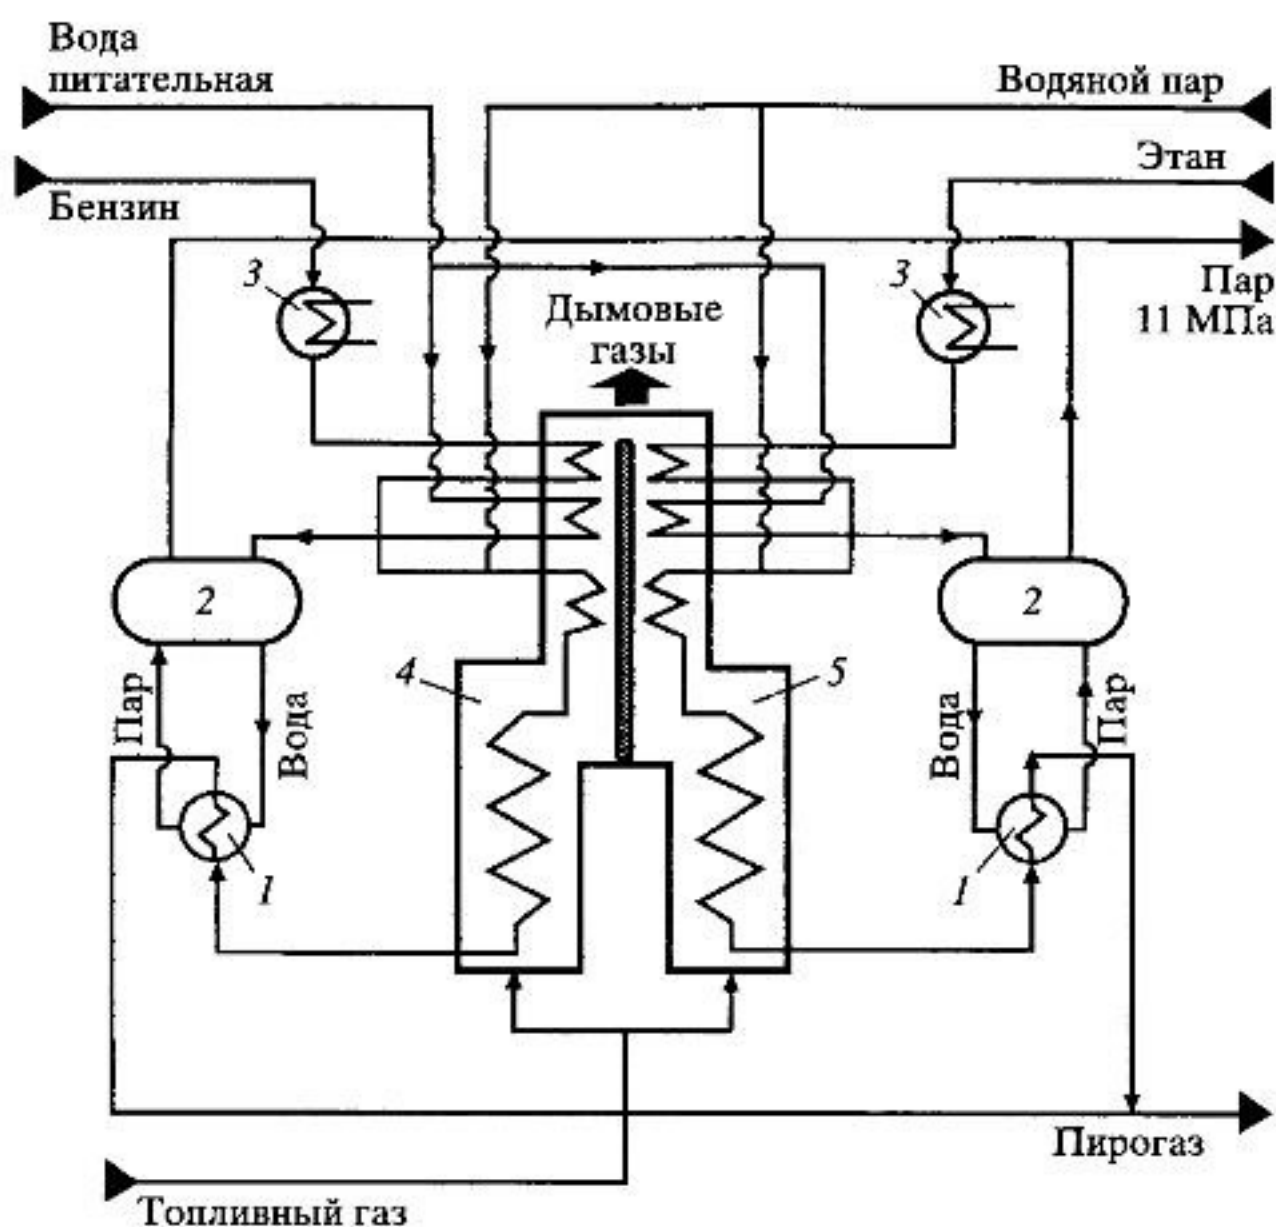 Вода
питательная
Водяной пар
Этан
Бензин
3
3
Пар
11 МПа
Дымовые
газы
2
2
4
5
Пар
Вода
Вода
Пар
1
1
Пирогаз
Топливный газ